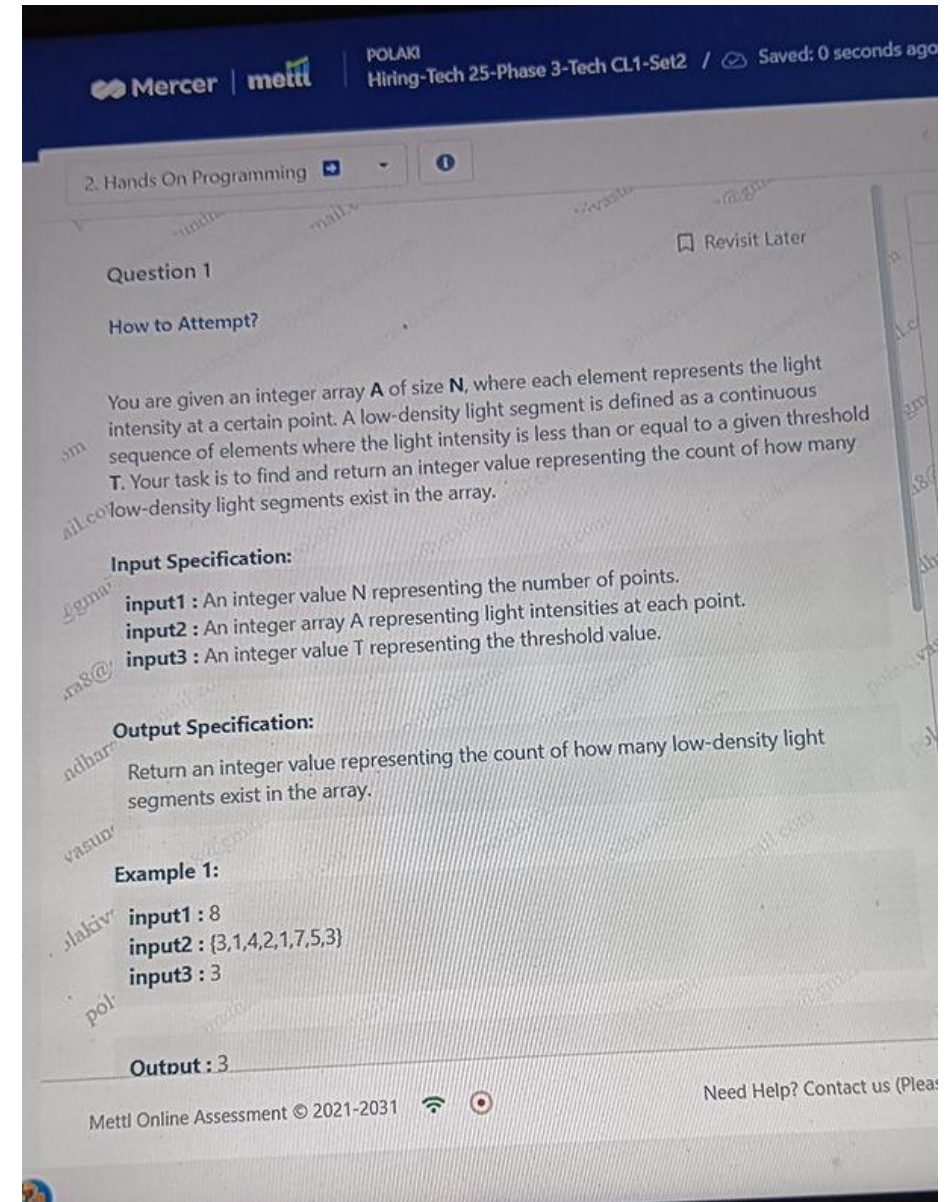 Mercer | mettl
POLAKI
Hiring-Tech 25-Phase 3-Tech CL1-Set2 / Saved: 0 seconds ago
2. Hands On Programming
Revisit Later
Question 1
How to Attempt?
You are given an integer array A of size N, where each element represents the light
intensity at a certain point. A low-density light segment is defined as a continuous
sequence of elements where the light intensity is less than or equal to a given threshold
T. Your task is to find and return an integer value representing the count of how many
low-density light segments exist in the array.
Input Specification:
input1 : An integer value N representing the number of points.
input2 : An integer array A representing light intensities at each point.
input3 : An integer value T representing the threshold value.
Output Specification:
Return an integer value representing the count of how many low-density light
segments exist in the array.
Example 1:
input1 : 8
input2 : {3,1,4,2,1,7,5,3}
input3 : 3
Output : 3
Mettl Online Assessment © 2021-2031
Need Help? Contact us (Pleas